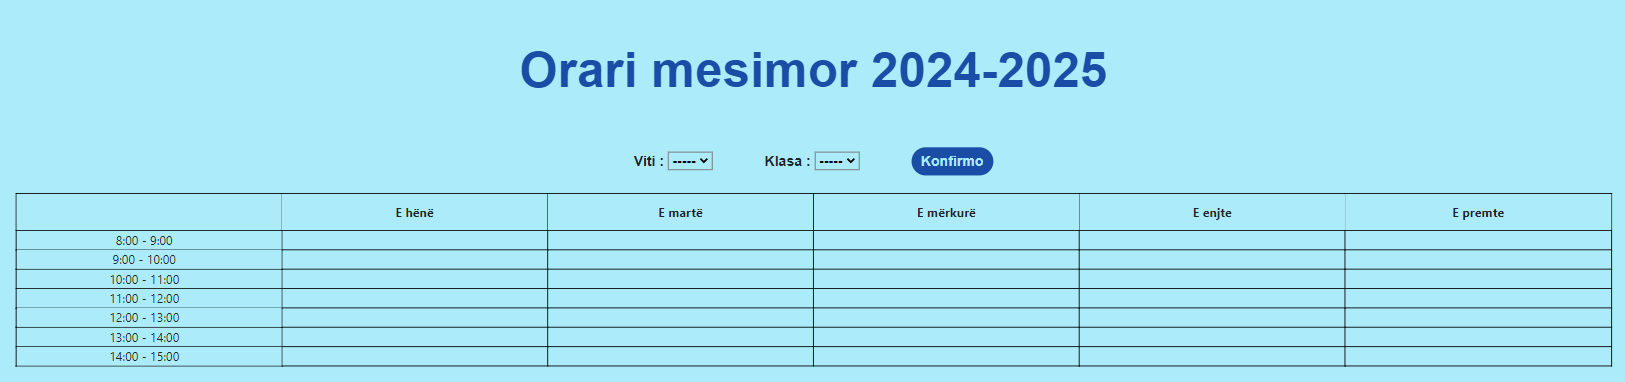 Orari mesimor 2024-2025
Viti : ----- Klasa : ----- Konfirmo
E hënë E martë E mërkurë E enjte E premte
8:00 - 9:00
9:00 - 10:00
10:00 - 11:00
11:00 - 12:00
12:00 - 13:00
13:00 - 14:00
14:00 - 15:00